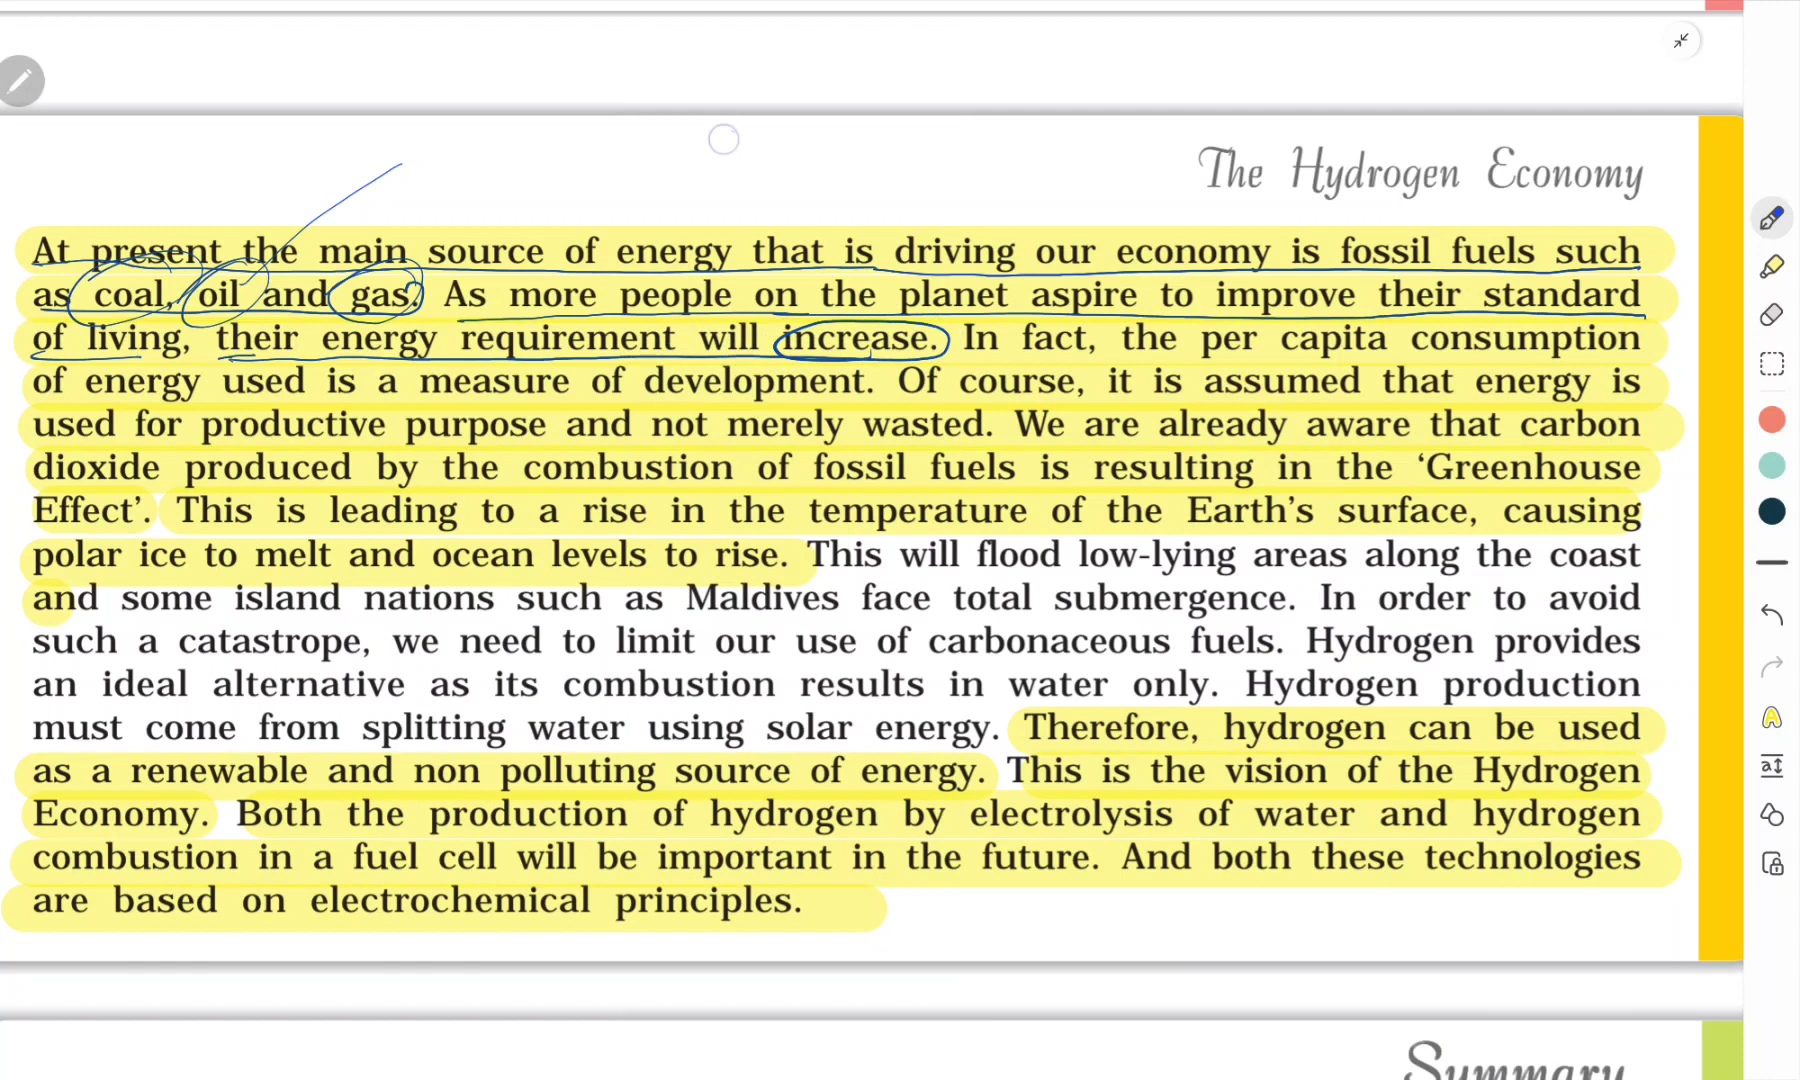 The Hydrogen Economy
At present the main source of energy that is driving our economy is fossil fuels such
as coal, oil and gas. As more people on the planet aspire to improve their standard
of living, their energy requirement will increase. In fact, the per capita consumption
of energy used is a measure of development. Of course, it is assumed that energy is
used for productive purpose and not merely wasted. We are already aware that carbon
dioxide produced by the combustion of fossil fuels is resulting in the ‘Greenhouse
Effect’. This is leading to a rise in the temperature of the Earth’s surface, causing
polar ice to melt and ocean levels to rise. This will flood low-lying areas along the coast
and some island nations such as Maldives face total submergence. In order to avoid
such a catastrope, we need to limit our use of carbonaceous fuels. Hydrogen provides
an ideal alternative as its combustion results in water only. Hydrogen production
must come from splitting water using solar energy. Therefore, hydrogen can be used
as a renewable and non polluting source of energy. This is the vision of the Hydrogen
Economy. Both the production of hydrogen by electrolysis of water and hydrogen
combustion in a fuel cell will be important in the future. And both these technologies
are based on electrochemical principles.
Summary